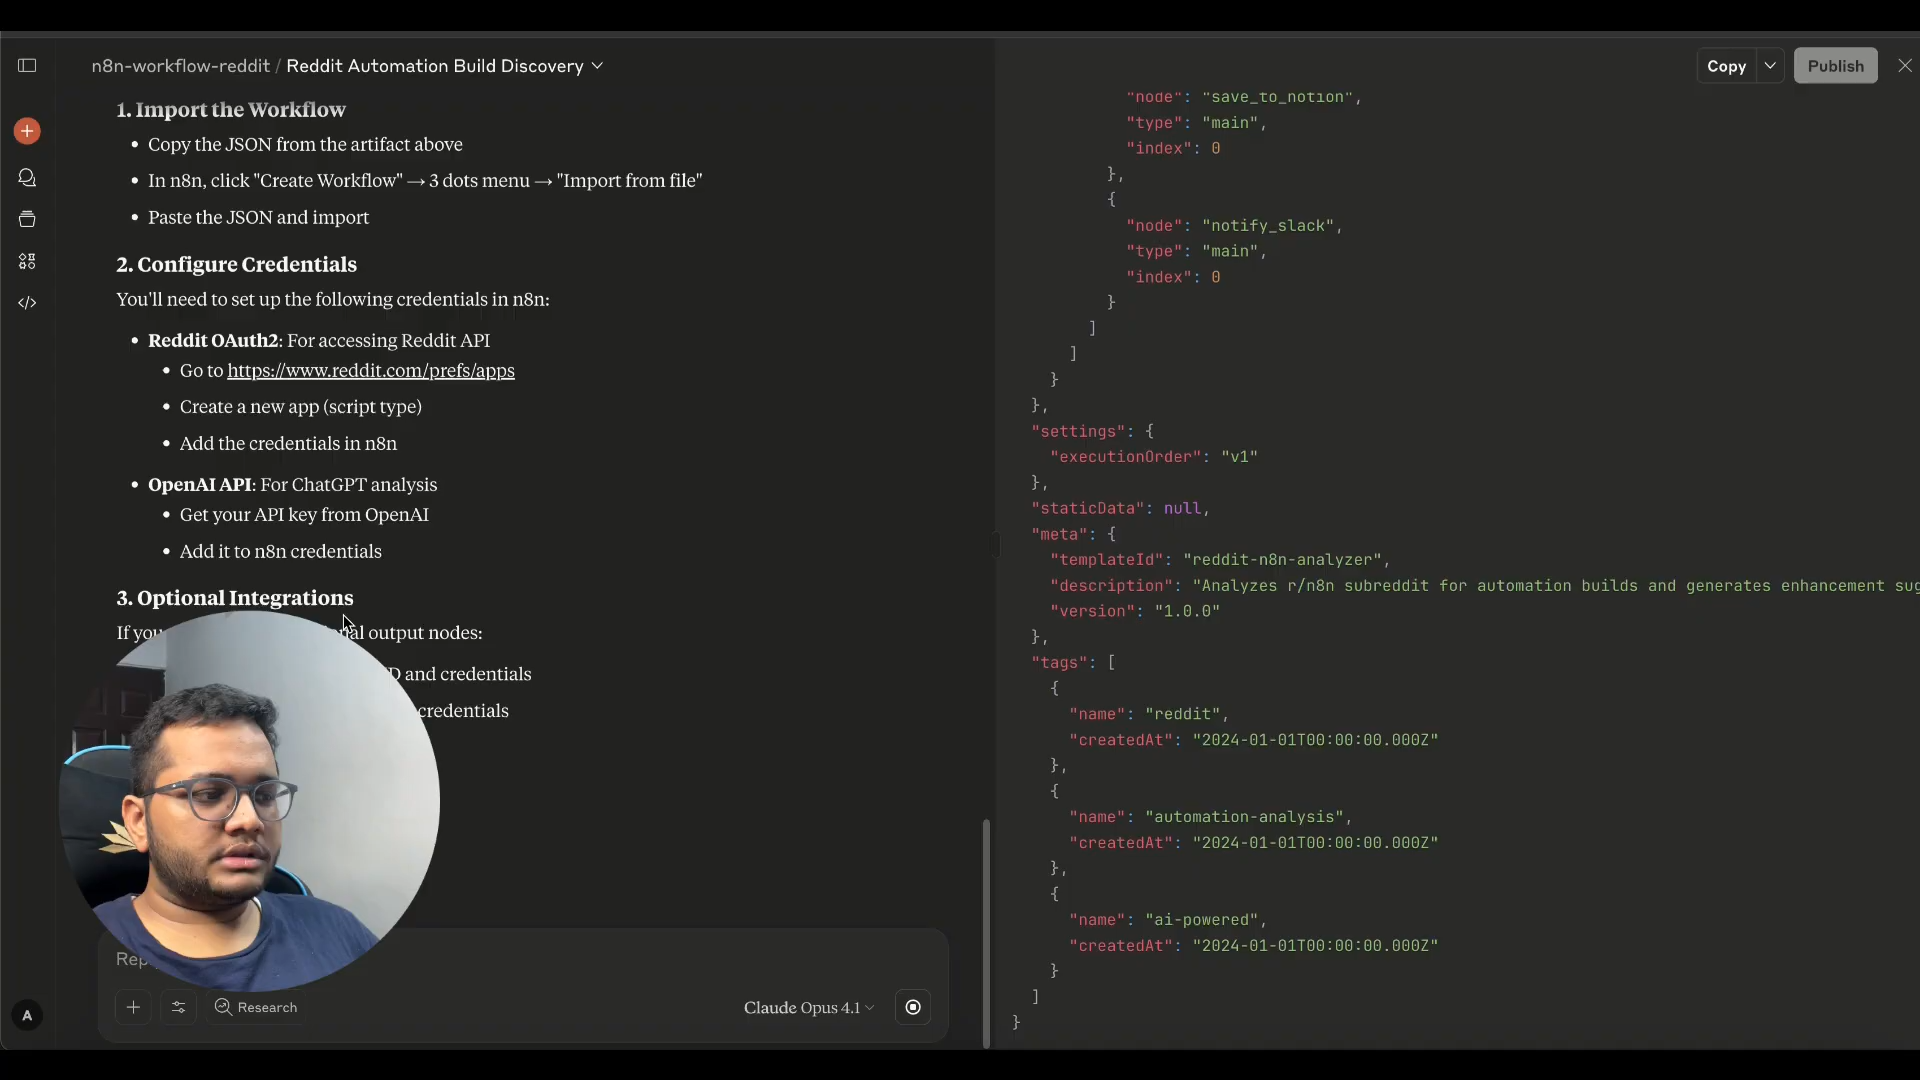 n8n-workflow-reddit / Reddit Automation Build Discovery
Copy
Publish
1. Import the Workflow
• Copy the JSON from the artifact above
• In n8n, click "Create Workflow" → 3 dots menu → "Import from file"
• Paste the JSON and import
2. Configure Credentials
You'll need to set up the following credentials in n8n:
• Reddit OAuth2: For accessing Reddit API
• Go to https://www.reddit.com/prefs/apps
• Create a new app (script type)
• Add the credentials in n8n
• OpenAI API: For ChatGPT analysis
• Get your API key from OpenAI
• Add it to n8n credentials
3. Optional Integrations
If you output nodes:
and credentials
credentials
Research
Claude Opus 4.1
A
"node": "save_to_notion",
"type": "main",
"index": 0
},
{
"node": "notify_slack",
"type": "main",
"index": 0
}
]
]
}
},
"settings": {
"executionOrder": "v1"
},
"staticData": null,
"meta": {
"templateId": "reddit-n8n-analyzer",
"description": "Analyzes r/n8n subreddit for automation builds and generates enhancement sug
"version": "1.0.0"
},
"tags": [
{
"name": "reddit",
"createdAt": "2024-01-01T00:00:00.000Z"
},
{
"name": "automation-analysis",
"createdAt": "2024-01-01T00:00:00.000Z"
},
{
"name": "ai-powered",
"createdAt": "2024-01-01T00:00:00.000Z"
}
]
}